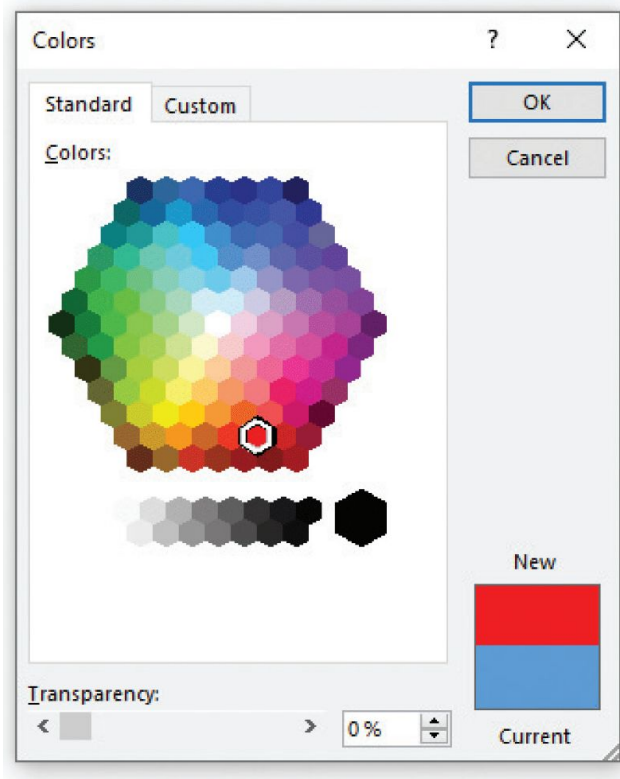 Colors ?
Standard Custom OK
Colors: Cancel
New
Transparency:
0 % Current